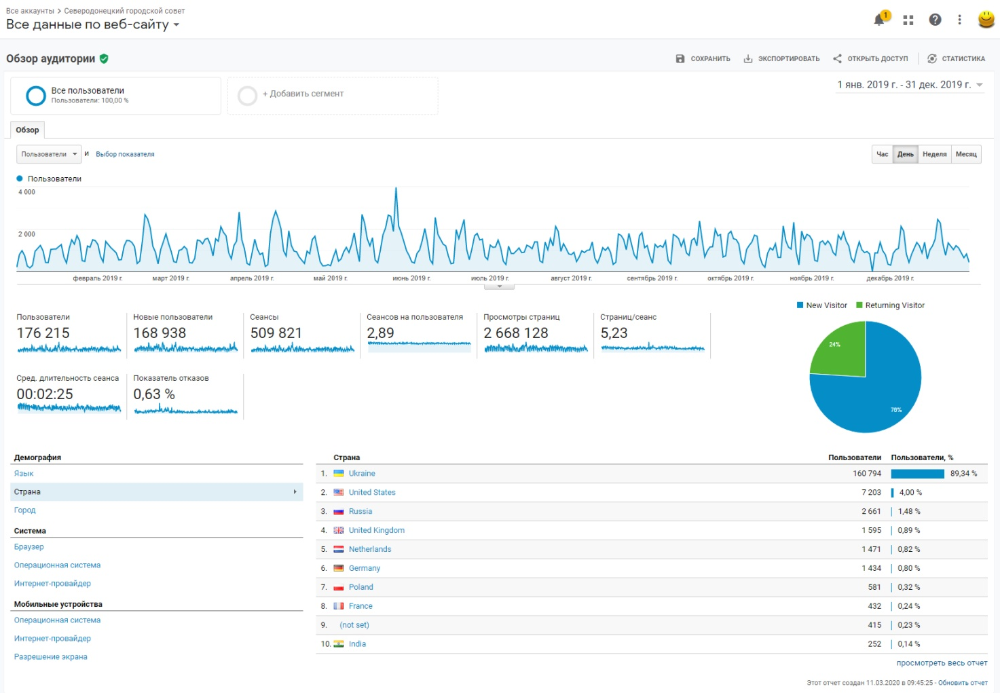 Все аккаунты > Северодонецкий городской совет
Все данные по веб-сайту
1
Обзор аудитории
СОХРАНИТЬ
ЭКСПОРТИРОВАТЬ
ОТКРЫТЬ ДОСТУП
СТАТИСТИКА
Все пользователи
Пользователи: 100,00 %
+ Добавить сегмент
1 янв. 2019 г. - 31 дек. 2019 г.
Обзор
Пользователи и Выбор показателя
Час День Неделя Месяц
Пользователи
4 000
2 000
февраль 2019 г. март 2019 г. апрель 2019 г. май 2019 г. июнь 2019 г. июль 2019 г. август 2019 г. сентябрь 2019 г. октябрь 2019 г. ноябрь 2019 г. декабрь 2019 г.
New Visitor Returning Visitor
Пользователи
176 215
Новые пользователи
168 938
Сеансы
509 821
Сеансов на пользователя
2,89
Просмотры страниц
2 668 128
Страниц/сеанс
5,23
Сред. длительность сеанса
00:02:25
Показатель отказов
0,63 %
24%
76%
Демография
Язык
Страна
Город
Система
Браузер
Операционная система
Интернет-провайдер
Мобильные устройства
Операционная система
Интернет-провайдер
Разрешение экрана
Страна Пользователи Пользователи, %
1. Ukraine 160 794 89,34 %
2. United States 7 203 4,00 %
3. Russia 2 661 1,48 %
4. United Kingdom 1 595 0,89 %
5. Netherlands 1 471 0,82 %
6. Germany 1 434 0,80 %
7. Poland 581 0,32 %
8. France 432 0,24 %
9. (not set) 415 0,23 %
10. India 252 0,14 %
просмотреть весь отчет
Этот отчет создан 11.03.2020 в 09:45:25 - Обновить отчет